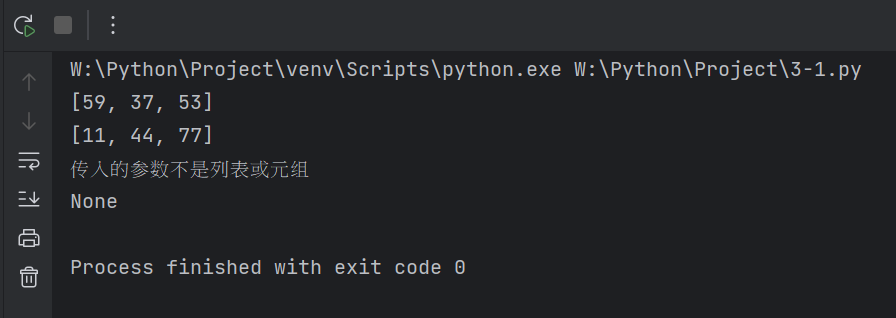 W:\Python\Project\venv\Scripts\python.exe W:\Python\Project\3-1.py
[59, 37, 53]
[11, 44, 77]
传入的参数不是列表或元组
None
Process finished with exit code 0